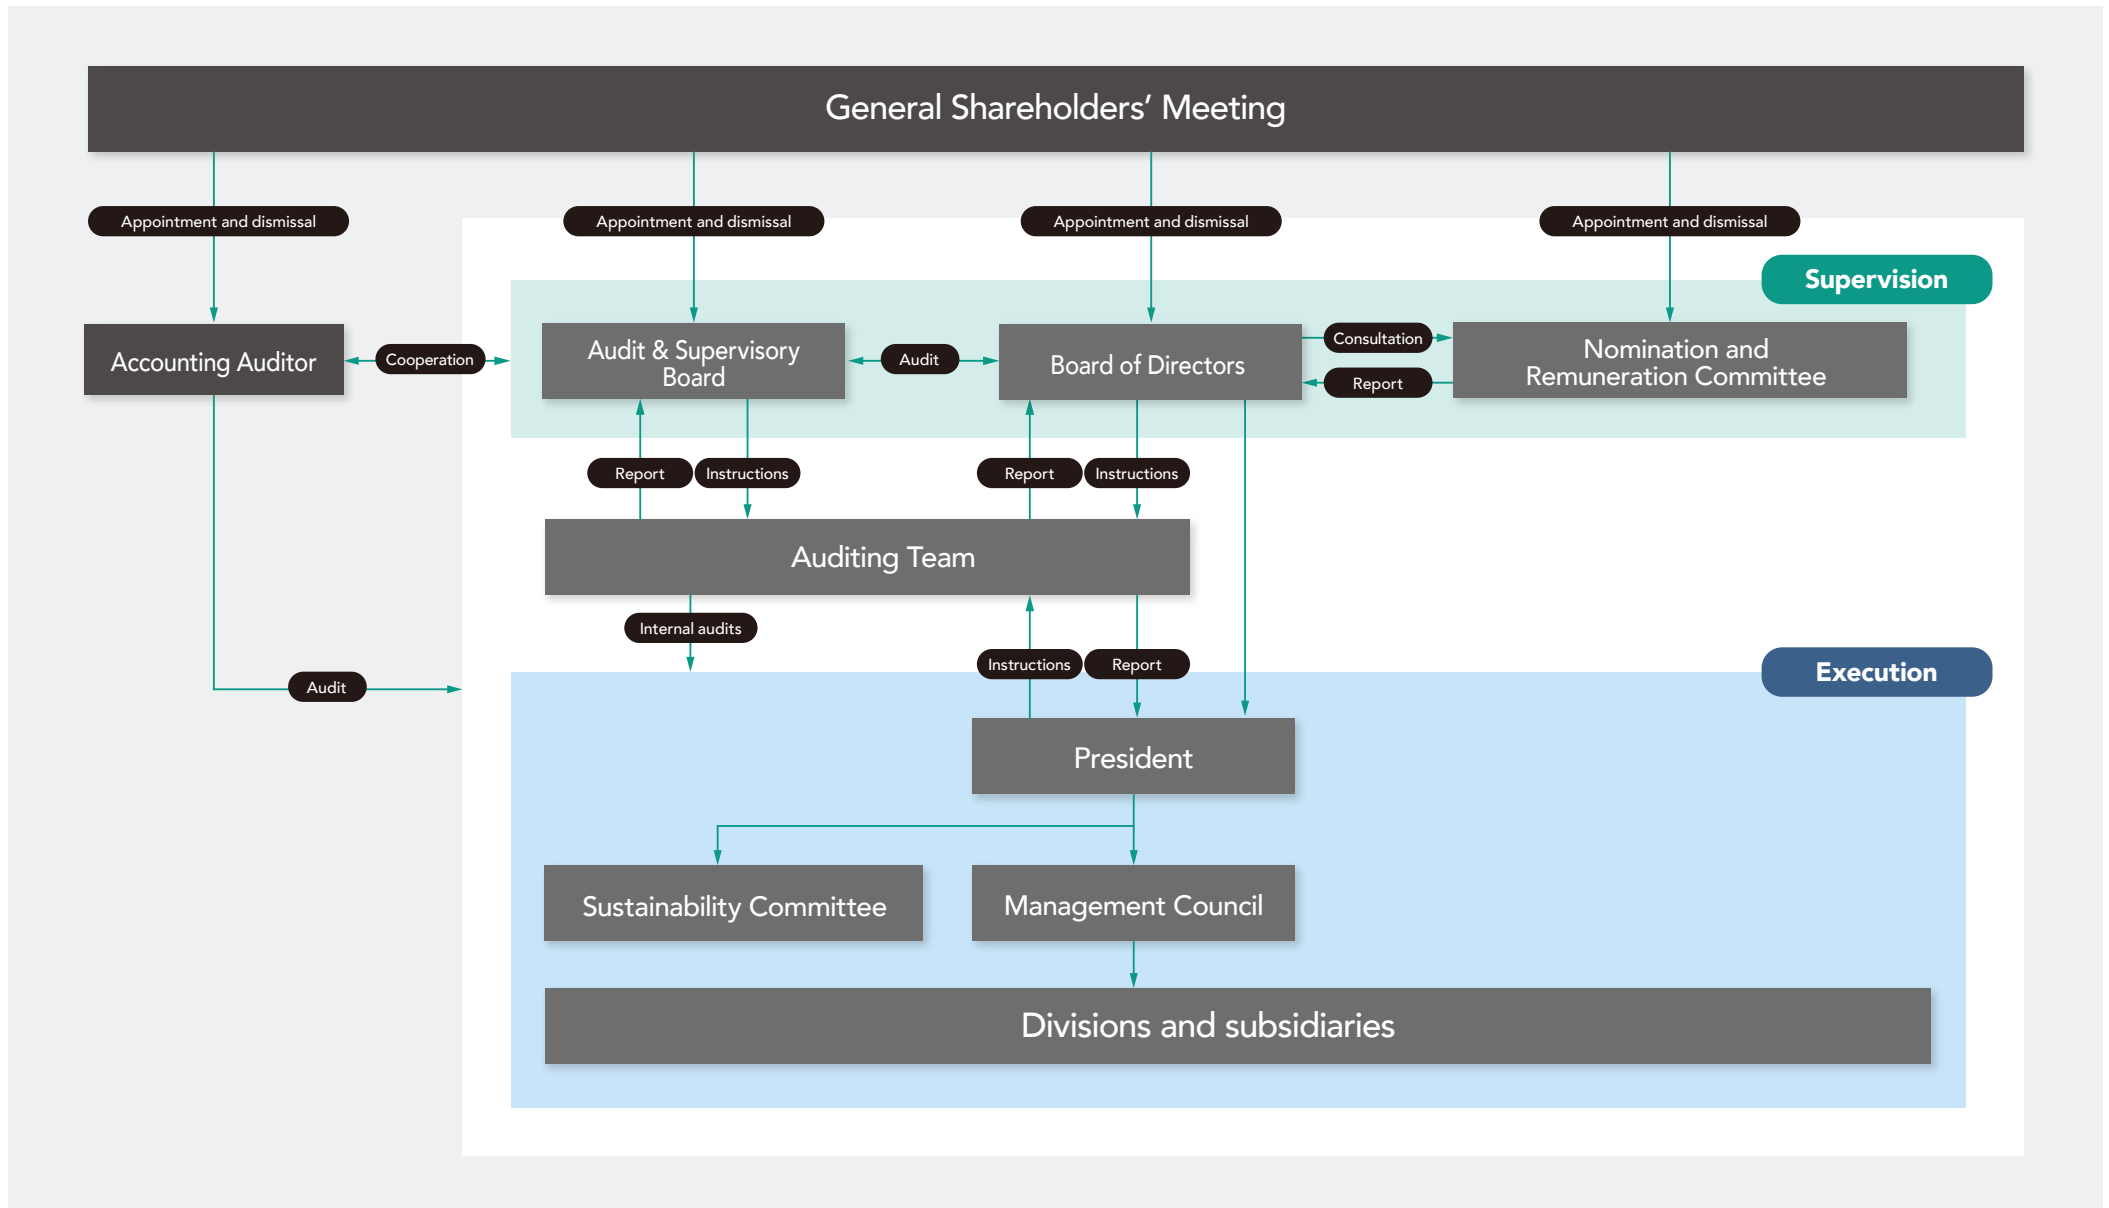 General Shareholders’ Meeting
Appointment and dismissal
Appointment and dismissal
Appointment and dismissal
Appointment and dismissal
Supervision
Accounting Auditor
Cooperation
Audit & Supervisory
Board
Audit
Board of Directors
Consultation
Report
Nomination and
Remuneration Committee
Report
Instructions
Report
Instructions
Auditing Team
Internal audits
Instructions
Report
Audit
Execution
President
Sustainability Committee
Management Council
Divisions and subsidiaries